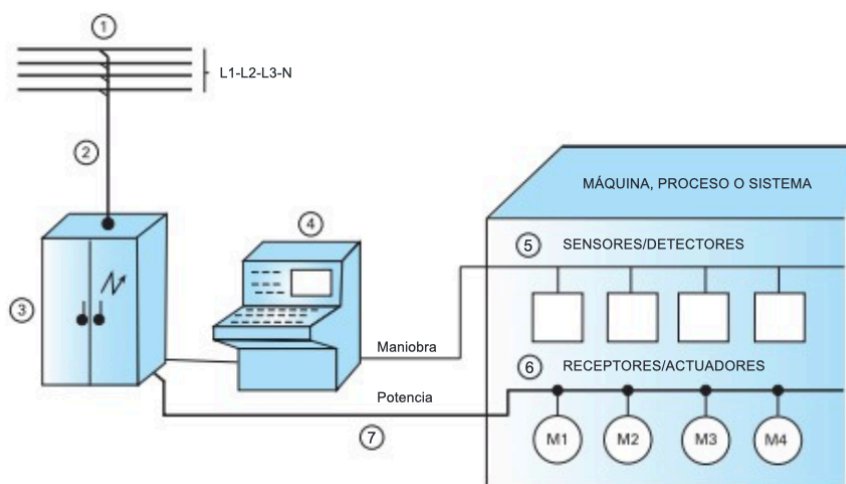 1
L1-L2-L3-N
2
MÁQUINA, PROCESO O SISTEMA
4
5 SENSORES/DETECTORES
3
Maniobra
6 RECEPTORES/ACTUADORES
Potencia
7
M1 M2 M3 M4